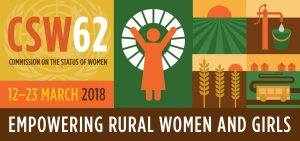 CSW62
COMMISSION ON THE STATUS OF WOMEN
12–23 MARCH 2018
EMPOWERING RURAL WOMEN AND GIRLS